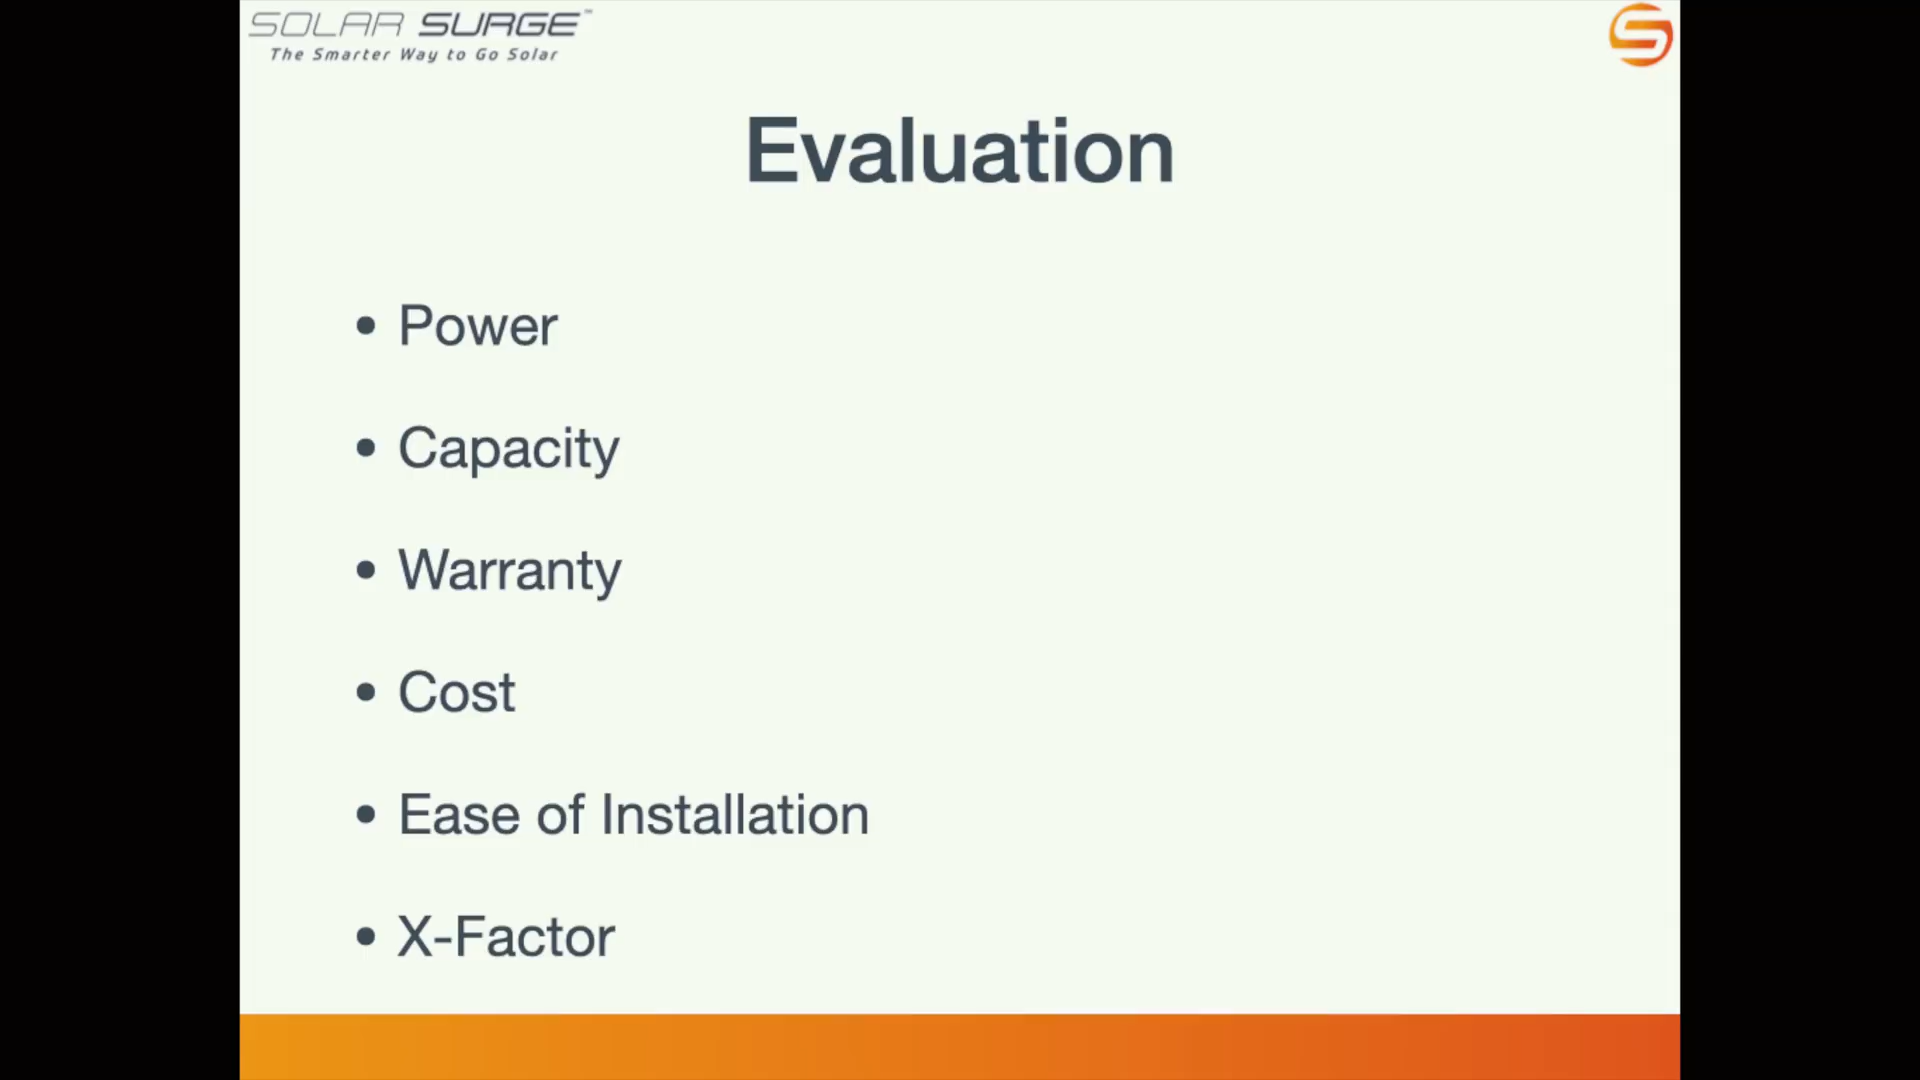 SOLAR SURGE™
The Smarter Way to Go Solar
Evaluation
• Power
• Capacity
• Warranty
• Cost
• Ease of Installation
• X-Factor